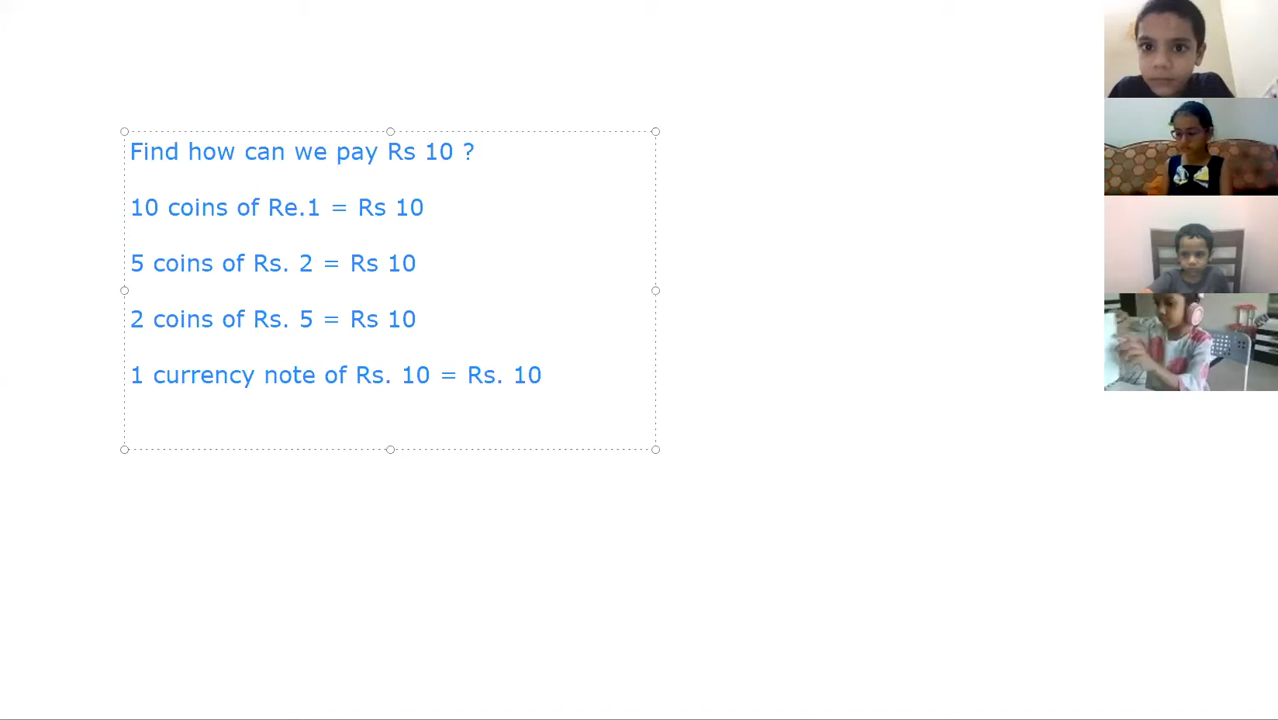 Find how can we pay Rs 10 ?
10 coins of Re.1 = Rs 10
5 coins of Rs. 2 = Rs 10
2 coins of Rs. 5 = Rs 10
1 currency note of Rs. 10 = Rs. 10